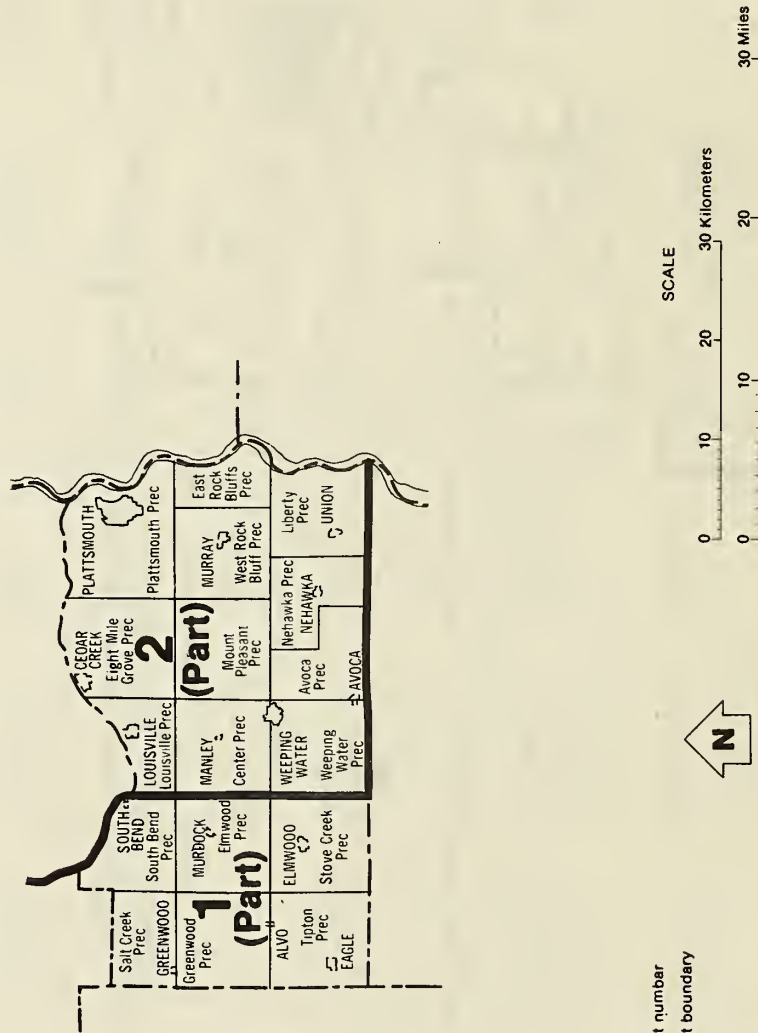 Salt Creek
Prec
GREENWOOO
SOUTH
BEND
South Bend
Prec
LOUISVILLE
Louisville Prec
CEOAR
CREEK
Eight Mile
Grove Prec
2
(Part)
PLATTSMOUTH
Plattsmouth Prec
Greenwood
Prec
1
(Part)
MURDOCK
Elmwood
Prec
MANLEY
Center Prec
Mount
Pleasant
Prec
MURRAY
West Rock
Bluff Prec
East
Rock
Bluffs
Prec
ALVO
Tipton
Prec
EAGLE
ELMWOOO
Stove Creek
Prec
WEEPING
WATER
Weeping
Water
Prec
Avoca
Prec
AVOCA
Nehawka Prec
NEHAWKA
Liberty
Prec
UNION
N
SCALE
0 10 20 30 Kilometers
0 10 20 30 Miles
t numbar
t boundary